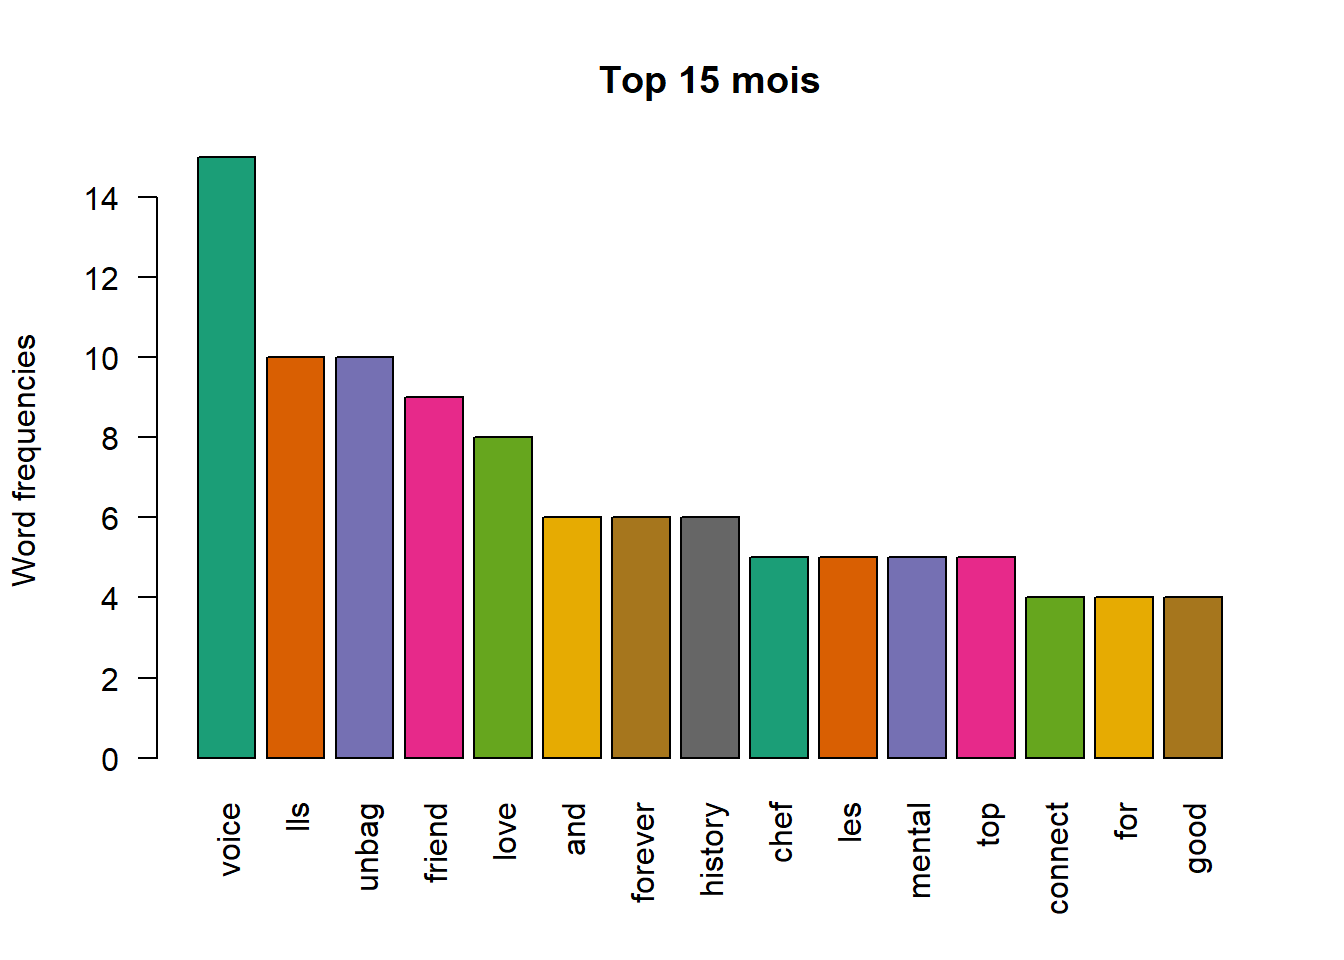 Top 15 mois
Word frequencies
14
12
10
8
6
4
2
0
voice
lls
unbag
friend
love
and
forever
history
chef
les
mental
top
connect
for
good